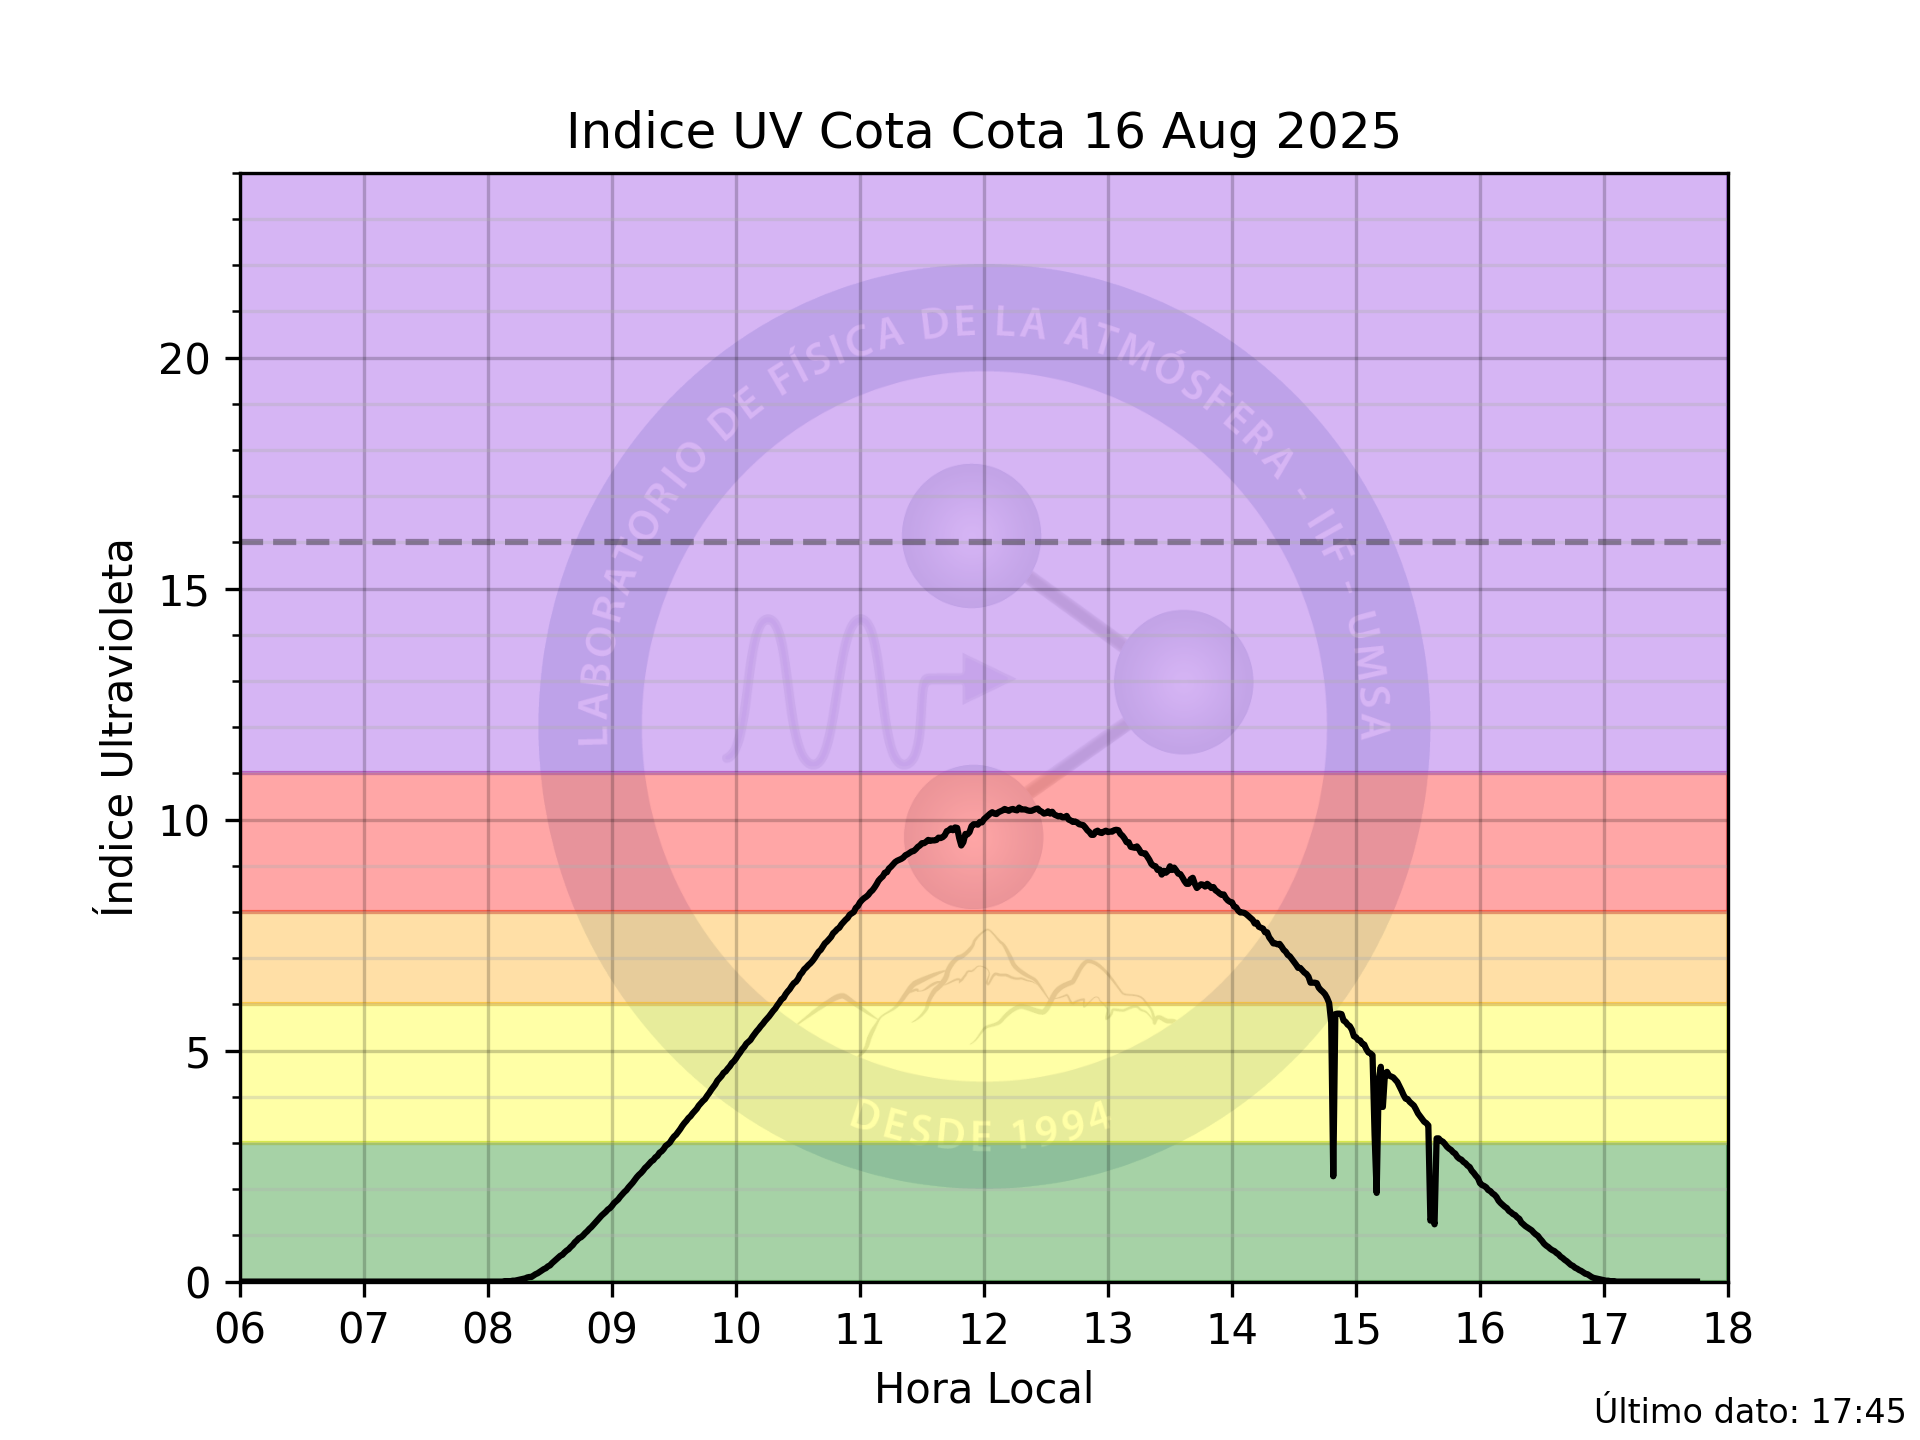 Indice UV Cota Cota 16 Aug 2025
LABORATORIO DE FÍSICA DE LA ATMÓSFERA - IIF - UMSA
DESDE 1994
Índice Ultravioleta
20
15
10
5
0
06 07 08 09 10 11 12 13 14 15 16 17 18
Hora Local
Último dato: 17:45